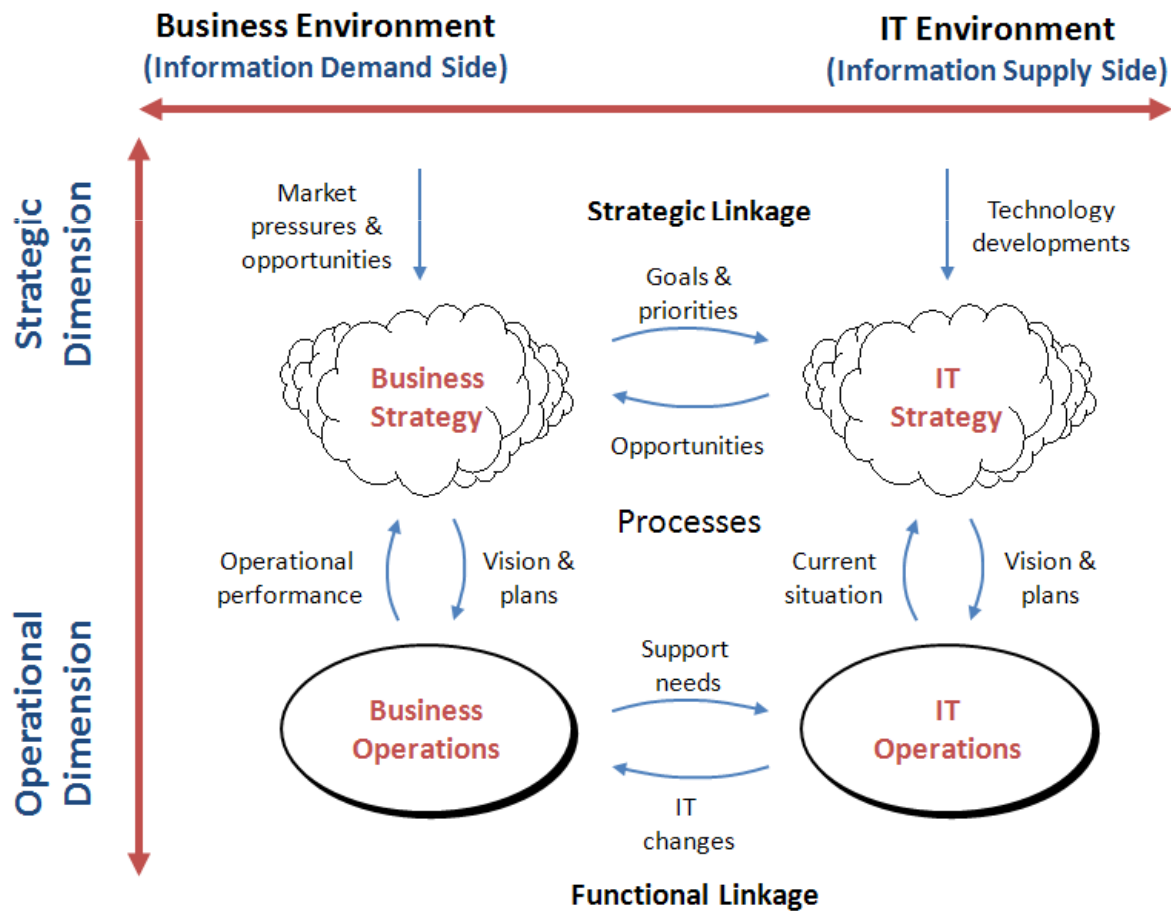 Business Environment
(Information Demand Side)
IT Environment
(Information Supply Side)
Strategic
Dimension
Market
pressures &
opportunities
Strategic Linkage
Technology
developments
Goals &
priorities
Business
Strategy
IT
Strategy
Opportunities
Processes
Operational
performance
Vision &
plans
Current
situation
Vision &
plans
Operational
Dimension
Support
needs
Business
Operations
IT
Operations
IT
changes
Functional Linkage